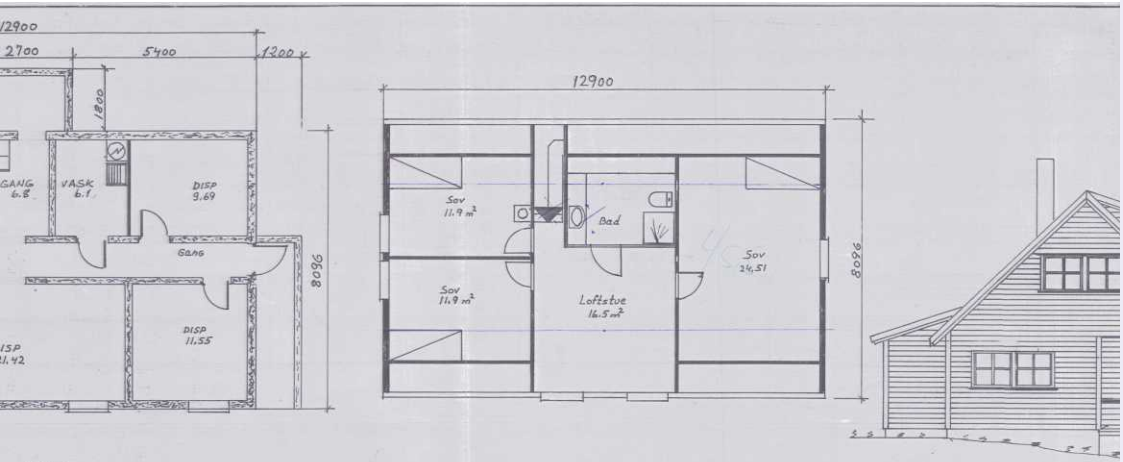 12900
2700
5400
1200
1800
GANG
6.8
VASK
6.1
DISP
9.69
Gang
DISP
11.55
ISP
21.42
8096
12900
Sov
11.9 m²
Bad
Sov
24,51
Sov
11.9 m²
Loftstue
16.5 m²
8096